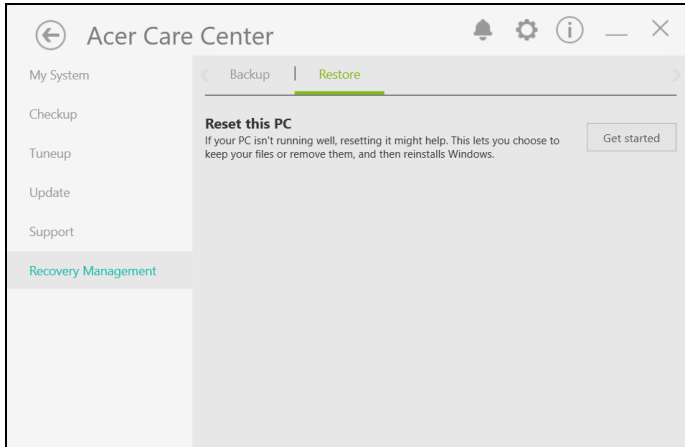 Acer Care Center
My System
Checkup
Tuneup
Update
Support
Recovery Management
Backup | Restore
Reset this PC
If your PC isn't running well, resetting it might help. This lets you choose to
keep your files or remove them, and then reinstalls Windows.
Get started